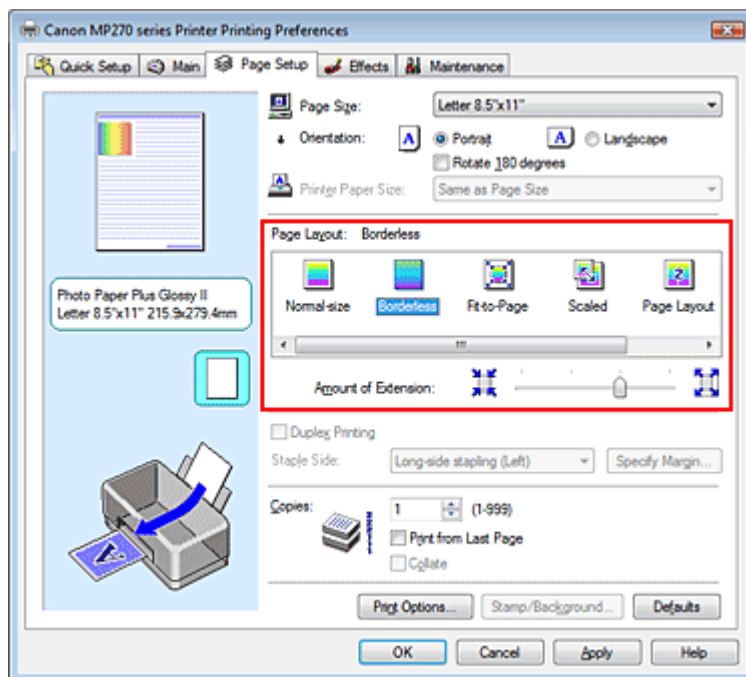 Canon MP270 series Printer Printing Preferences
Quick Setup Main Page Setup Effects Maintenance
Page Size: Letter 8.5"x11"
Orientation: A Portrait A Landscape
Rotate 180 degrees
Printer Paper Size: Same as Page Size
Page Layout: Borderless
Normal-size Borderless Fit-to-Page Scaled Page Layout
Photo Paper Plus Glossy II
Letter 8.5"x11" 215.9x279.4mm
Amount of Extension:
Duplex Printing
Staple Side: Long-side stapling (Left) Specify Margin...
Copies: 1 (1-999)
Print from Last Page
Collate
A
Print Options... Stamp/Background... Defaults
OK Cancel Apply Help